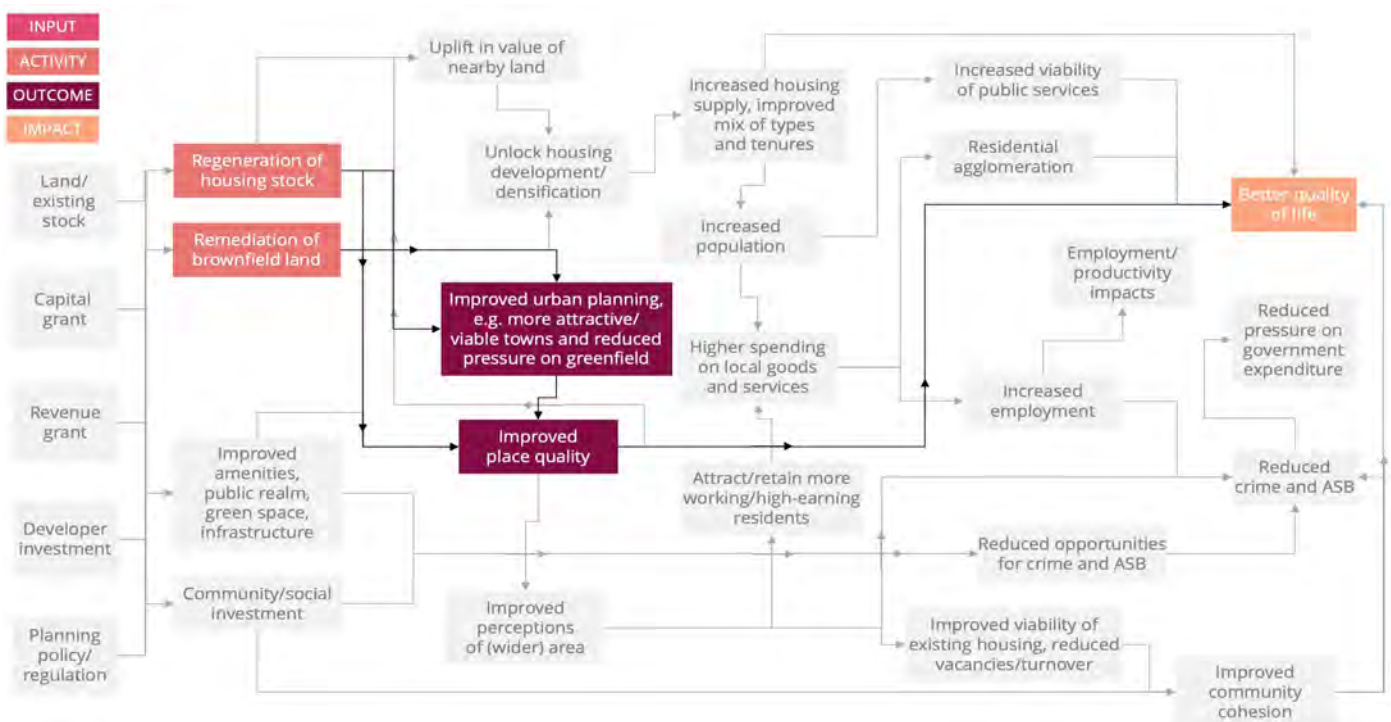 INPUT
ACTIVITY
OUTCOME
IMPACT
Land/
existing
stock
Capital
grant
Revenue
grant
Developer
investment
Planning
policy/
regulation
Regeneration of
housing stock
Remediation of
brownfield land
Improved
amenities,
public realm,
green space,
infrastructure
Community/social
investment
Uplift in value of
nearby land
Unlock housing
development/
densification
Improved urban planning,
e.g. more attractive/
viable towns and reduced
pressure on greenfield
Improved
place quality
Improved
perceptions
of (wider) area
Increased housing
supply, improved
mix of types
and tenures
Increased
population
Higher spending
on local goods
and services
Attract/retain more
working/high-earning
residents
Increased viability
of public services
Residential
agglomeration
Employment/
productivity
impacts
Increased
employment
Reduced opportunities
for crime and ASB
Improved viability of
existing housing, reduced
vacancies/turnover
Better quality
of life
Reduced
pressure on
government
expenditure
Reduced
crime and ASB
Improved
community
cohesion